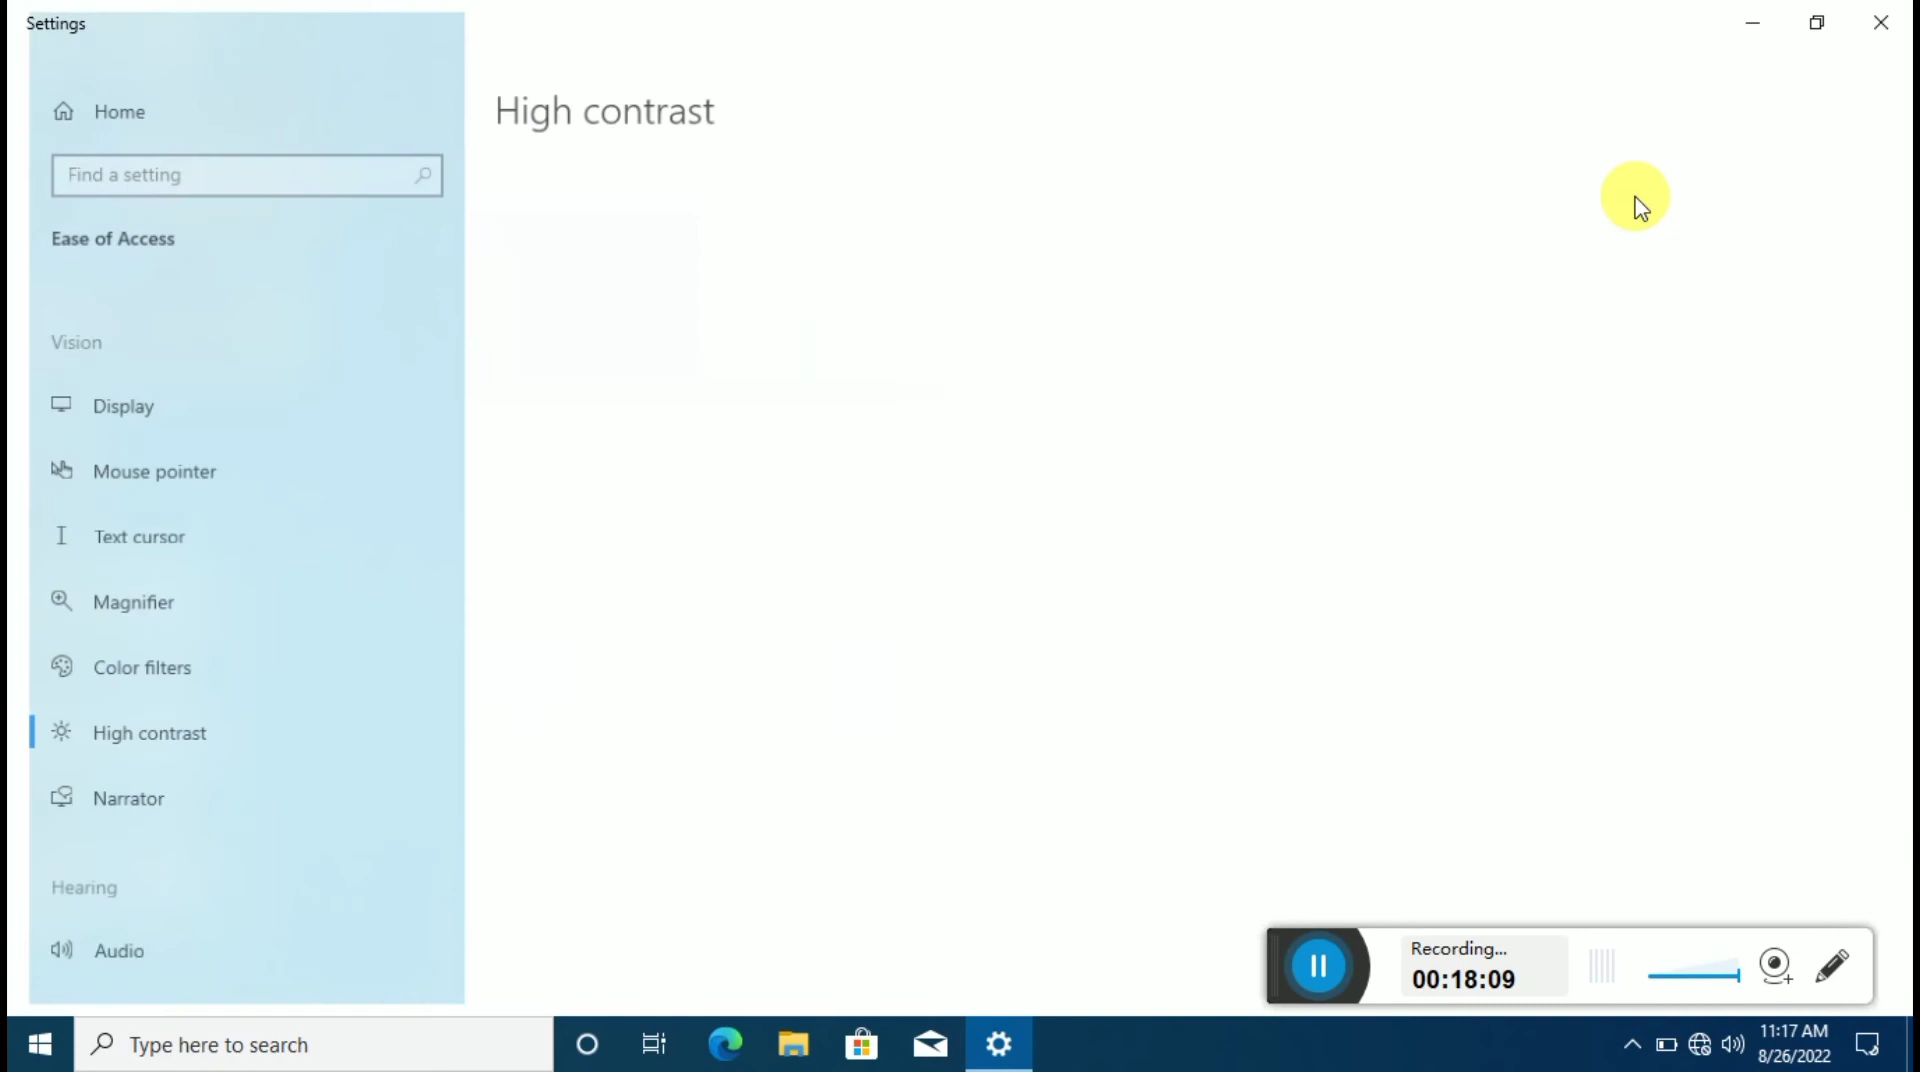 Settings
Home
Find a setting
Ease of Access
Vision
Display
Mouse pointer
Text cursor
Magnifier
Color filters
High contrast
Narrator
Hearing
Audio
High contrast
Recording...
00:18:09
Type here to search
11:17 AM
8/26/2022